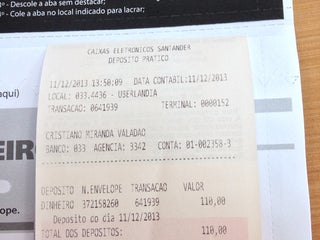 º - Descole a aba sem destacar;
º - Cole a aba no local indicado para lacrar;
CAIXAS ELETRONICOS SANTANDER
DEPOSITO PRATICO
11/12/2013 13:50:09 DATA CONTABIL:11/12/2013
LOCAL: 033.4436 - UBERLANDIA
TRANSACAO: 0641939 TERMINAL: 0000152
aqui)
CRISTIANO MIRANDA VALADAO
BANCO: 033 AGENCIA: 3342 CONTA: 01-002358-3
EIR
DEPOSITO N.ENVELOPE TRANSACAO VALOR
DINHEIRO 372158260 641939 110,00
ope.
Deposito do dia 11/12/2013
TOTAL DOS DEPOSITOS: 110,00